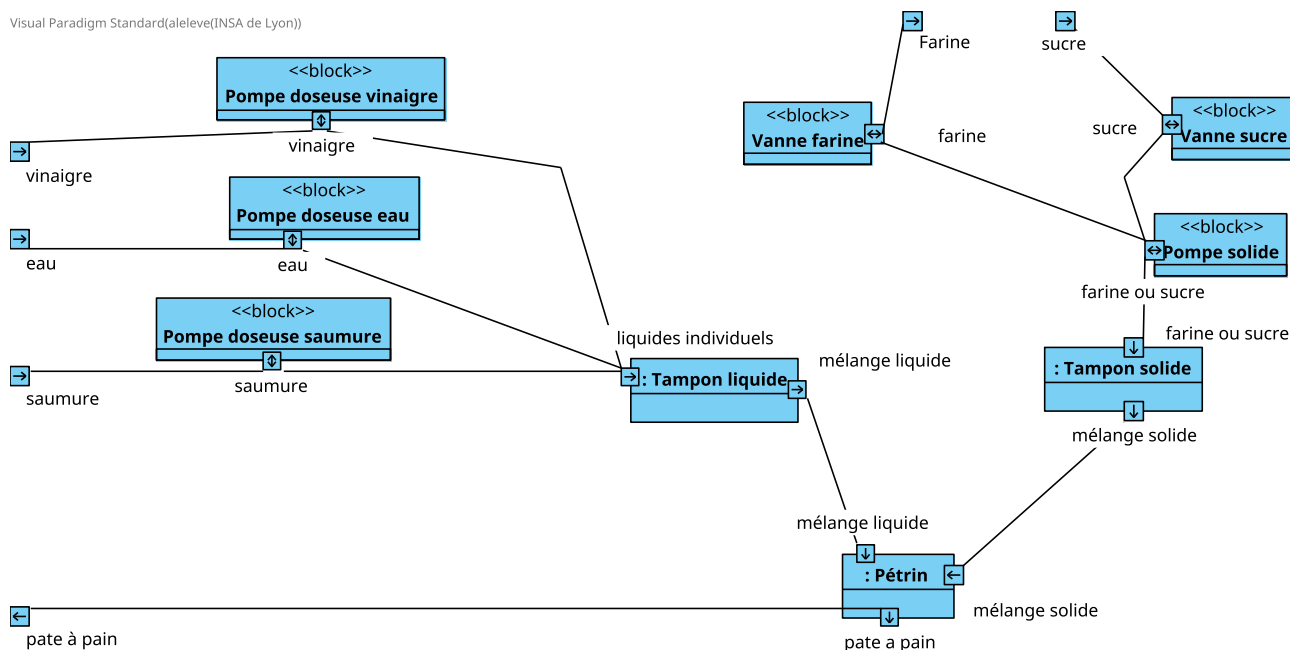 Visual Paradigm Standard(aleleve(INSA de Lyon))
Farine
sucre
<<block>>
Pompe doseuse vinaigre
vinaigre
vinaigre
<<block>>
Vanne farine
farine
sucre
<<block>>
Vanne sucre
<<block>>
Pompe doseuse eau
eau
eau
<<block>>
Pompe solide
farine ou sucre
<<block>>
Pompe doseuse saumure
saumure
saumure
liquides individuels
: Tampon liquide
mélange liquide
farine ou sucre
: Tampon solide
mélange solide
mélange liquide
: Pétrin
mélange solide
pate a pain
pate à pain